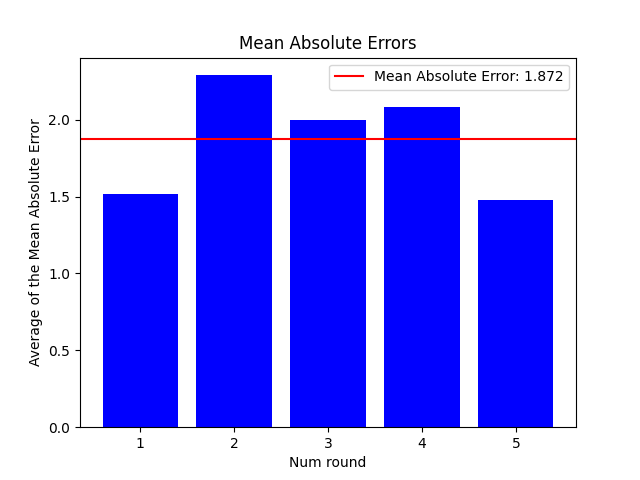 Mean Absolute Errors
Mean Absolute Error: 1.872
Average of the Mean Absolute Error
2.0
1.5
1.0
0.5
0.0
1 2 3 4 5
Num round